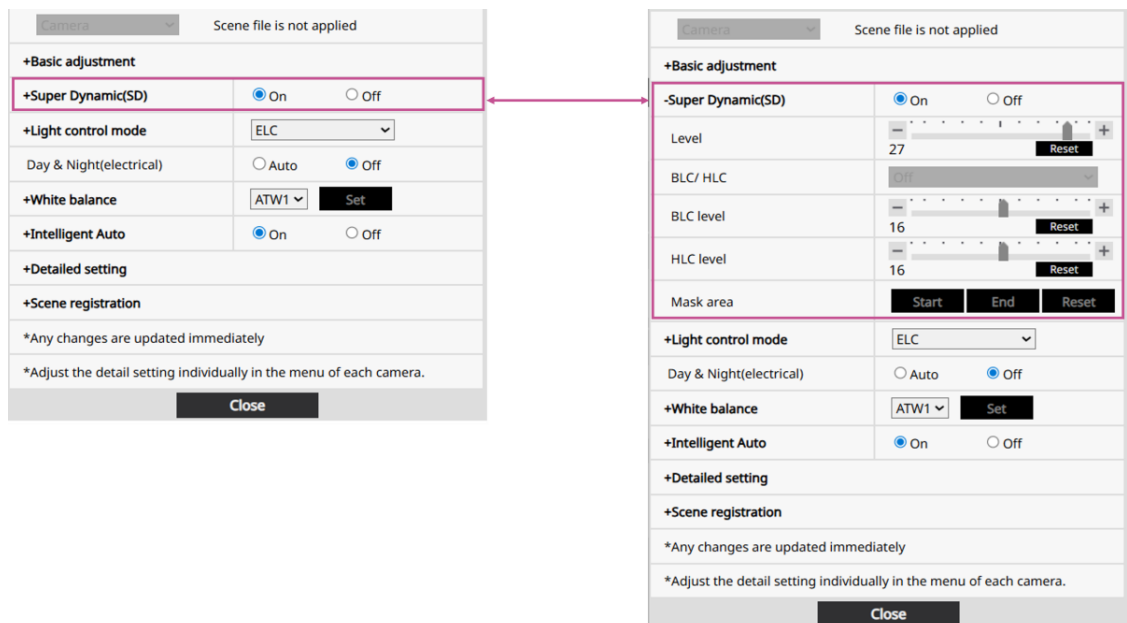 Camera Scene file is not applied
+Basic adjustment
+Super Dynamic(SD) On Off
+Light control mode ELC
Day & Night(electrical) Auto Off
+White balance ATW1 Set
+Intelligent Auto On Off
+Detailed setting
+Scene registration
*Any changes are updated immediately
*Adjust the detail setting individually in the menu of each camera.
Close
Camera Scene file is not applied
+Basic adjustment
-Super Dynamic(SD) On Off
Level - +
27 Reset
BLC/ HLC Off
BLC level - +
16 Reset
HLC level - +
16 Reset
Mask area Start End Reset
+Light control mode ELC
Day & Night(electrical) Auto Off
+White balance ATW1 Set
+Intelligent Auto On Off
+Detailed setting
+Scene registration
*Any changes are updated immediately
*Adjust the detail setting individually in the menu of each camera.
Close